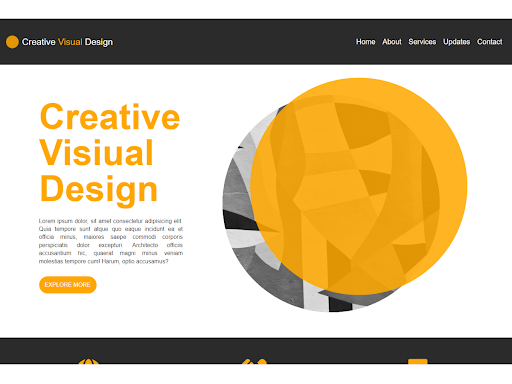 Creative Visual Design
Home About Services Updates Contact
Creative
Visiual
Design
Lorem ipsum dolor, sit amet consectetur adipisicing elit.
Quia tempore sunt atque quo eaque incidunt ea at
officia minus, maiores saepe commodi corporis
perspiciatis dolor excepturi. Architecto officiis
accusantium hic, quaerat magni minus veniam
molestias tempore cum! Harum, optio accusamus?
EXPLORE MORE